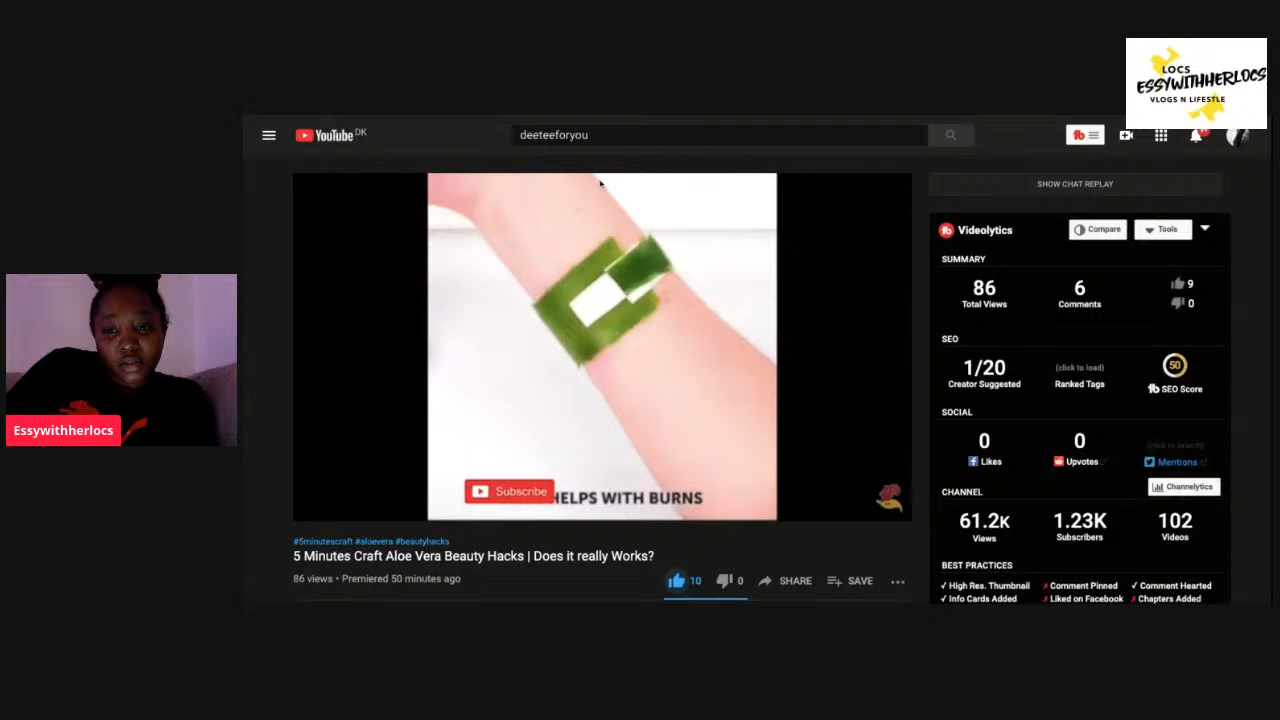 LOCS
ESSYWITHHERLOCS
VLOGS N LIFESTLE
YouTube DK
deeteeforyou
SHOW CHAT REPLAY
Videolytics
Compare
Tools
SUMMARY
86
6
9
Total Views
Comments
0
SEO
1/20
(click to load)
50
Creator Suggested
Ranked Tags
SEO Score
SOCIAL
0
0
(click to search)
Likes
Upvotes
Mentions
CHANNEL
Channelytics
61.2K
1.23K
102
Views
Subscribers
Videos
BEST PRACTICES
✓ High Res. Thumbnail
✗ Comment Pinned
✓ Comment Hearted
✓ Info Cards Added
✗ Liked on Facebook
✗ Chapters Added
Essywithherlocs
Subscribe
HELPS WITH BURNS
#5minutescraft #aloevera #beautyhacks
5 Minutes Craft Aloe Vera Beauty Hacks | Does it really Works?
86 views • Premiered 50 minutes ago
10
0
SHARE
SAVE